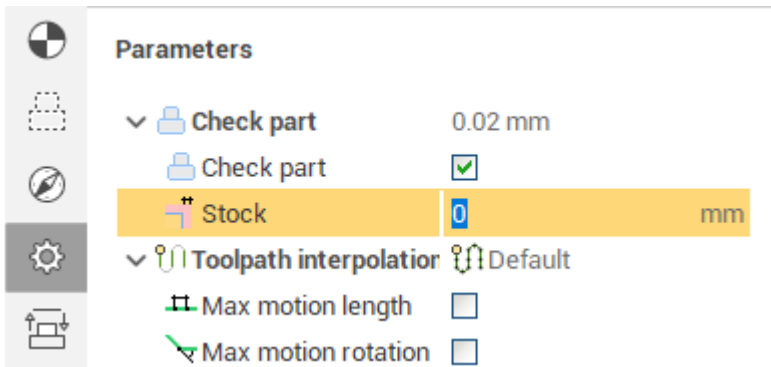 Parameters
Check part 0.02 mm
Check part
Stock 0 mm
Toolpath interpolation Default
Max motion length
Max motion rotation